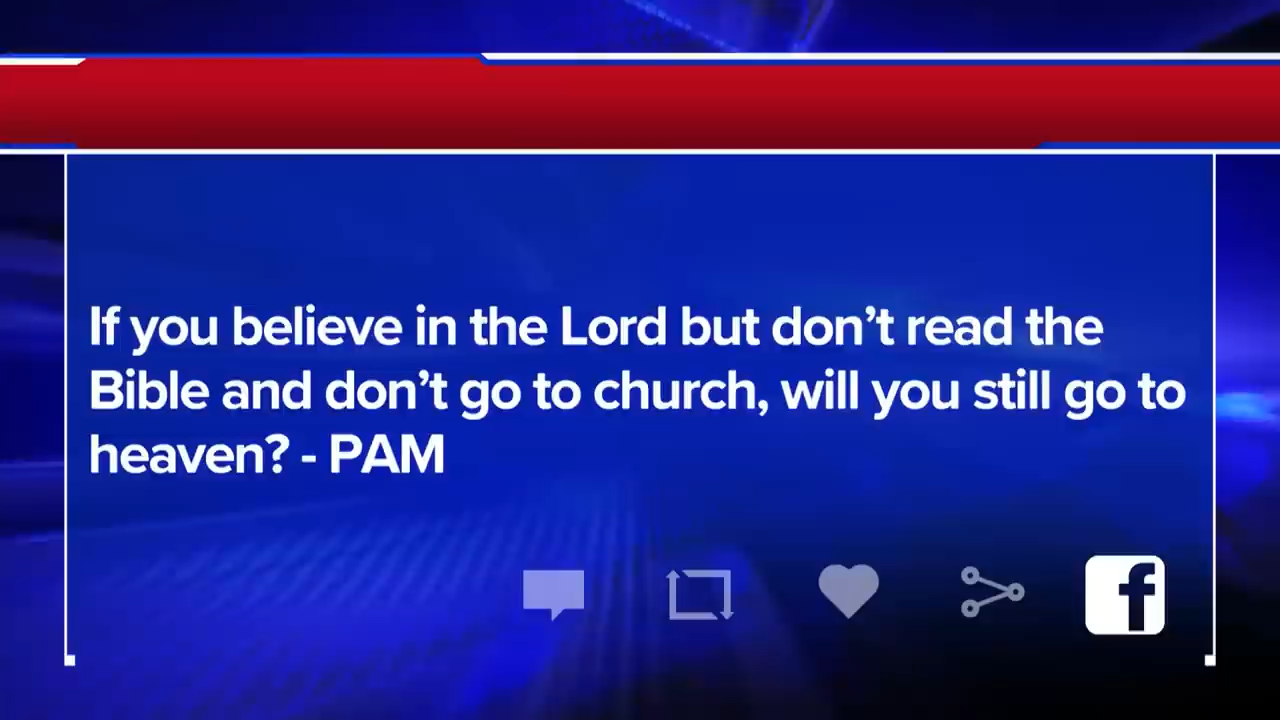 If you believe in the Lord but don’t read the
Bible and don’t go to church, will you still go to
heaven? - PAM